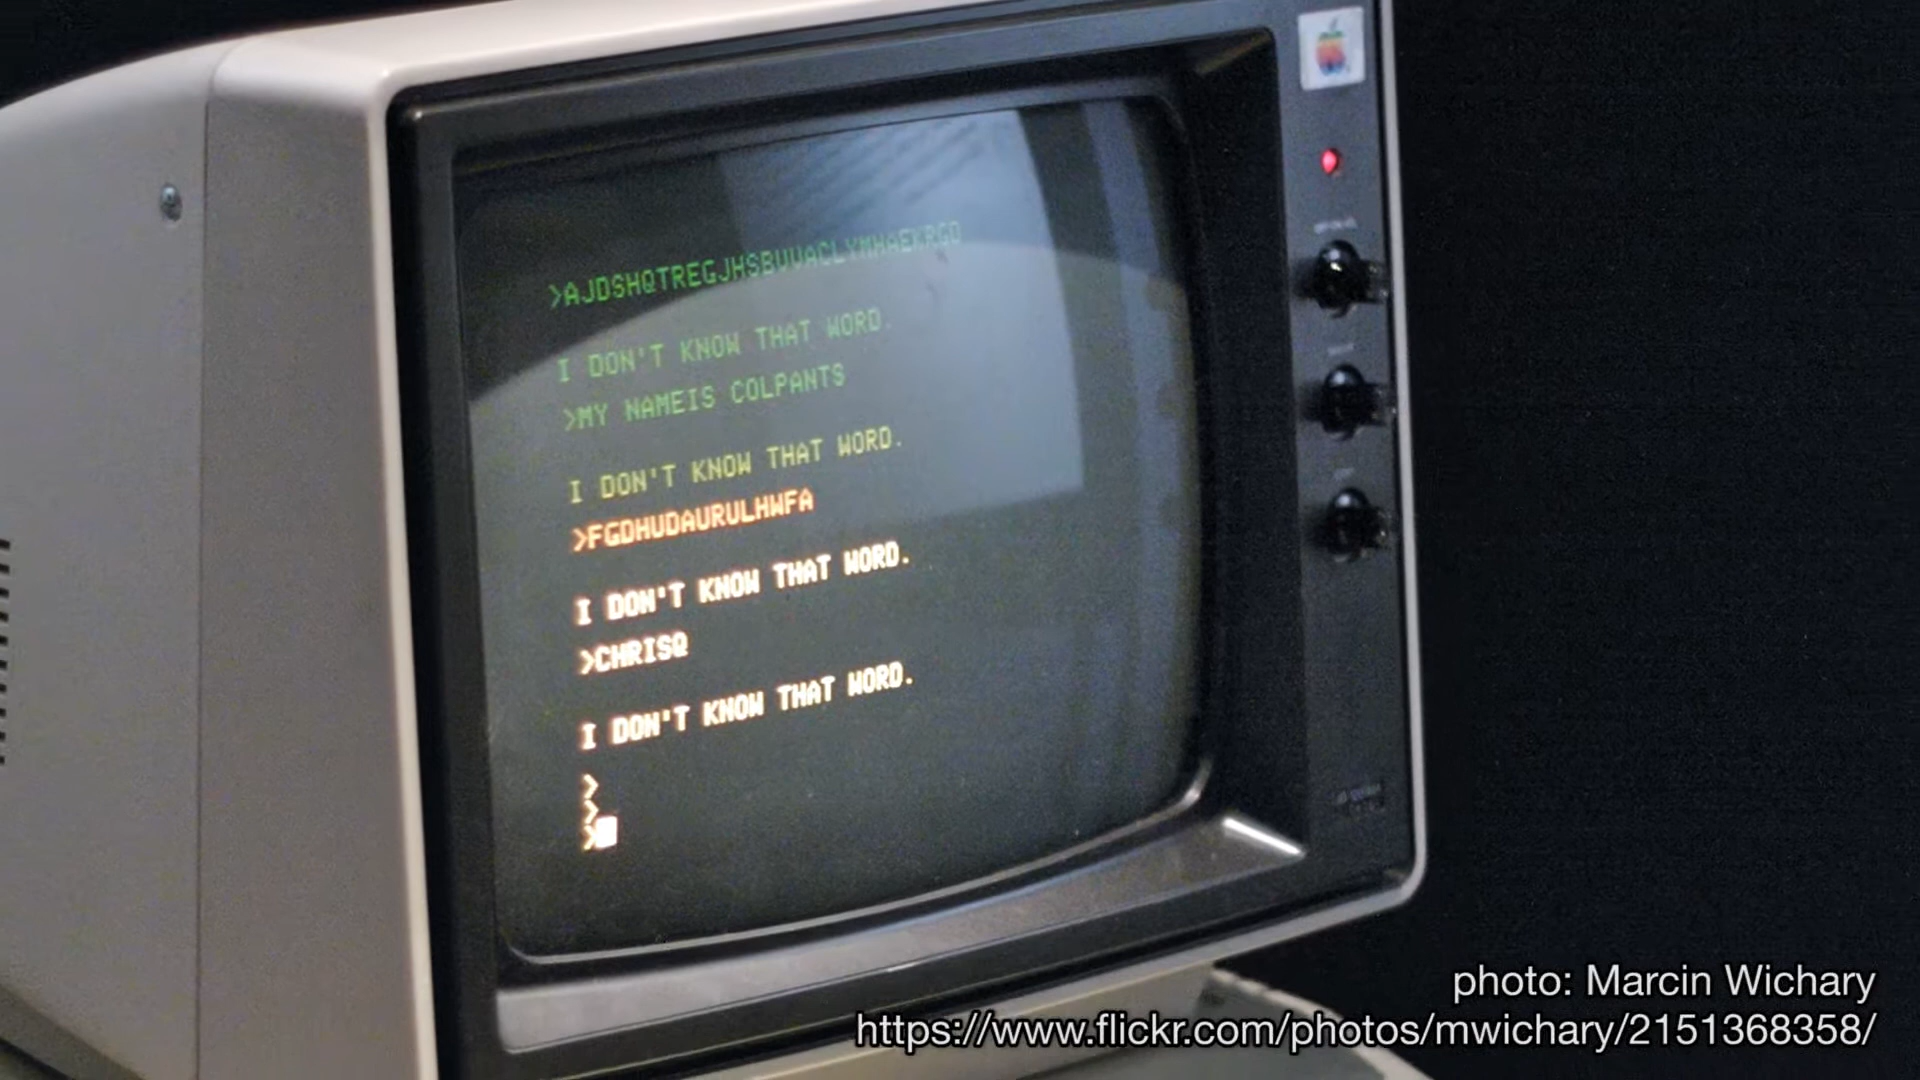 >AJDSHQTREGJHSBVVACLYMHAEKRGO
I DON'T KNOW THAT WORD.
>MY NAMEIS COLPANTS
I DON'T KNOW THAT WORD.
>FGDHUDAURULHWFA
I DON'T KNOW THAT WORD.
>CHRISQ
I DON'T KNOW THAT WORD.
>
>
>
photo: Marcin Wichary
https://www.flickr.com/photos/mwichary/2151368358/